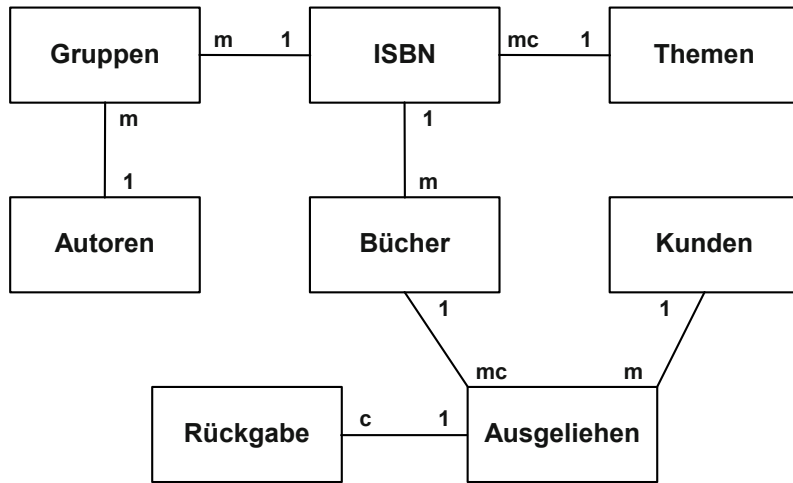 Gruppen m 1 ISBN mc 1 Themen
m 1
1 m
Autoren Bücher Kunden
1 1
mc m
Rückgabe c 1 Ausgeliehen